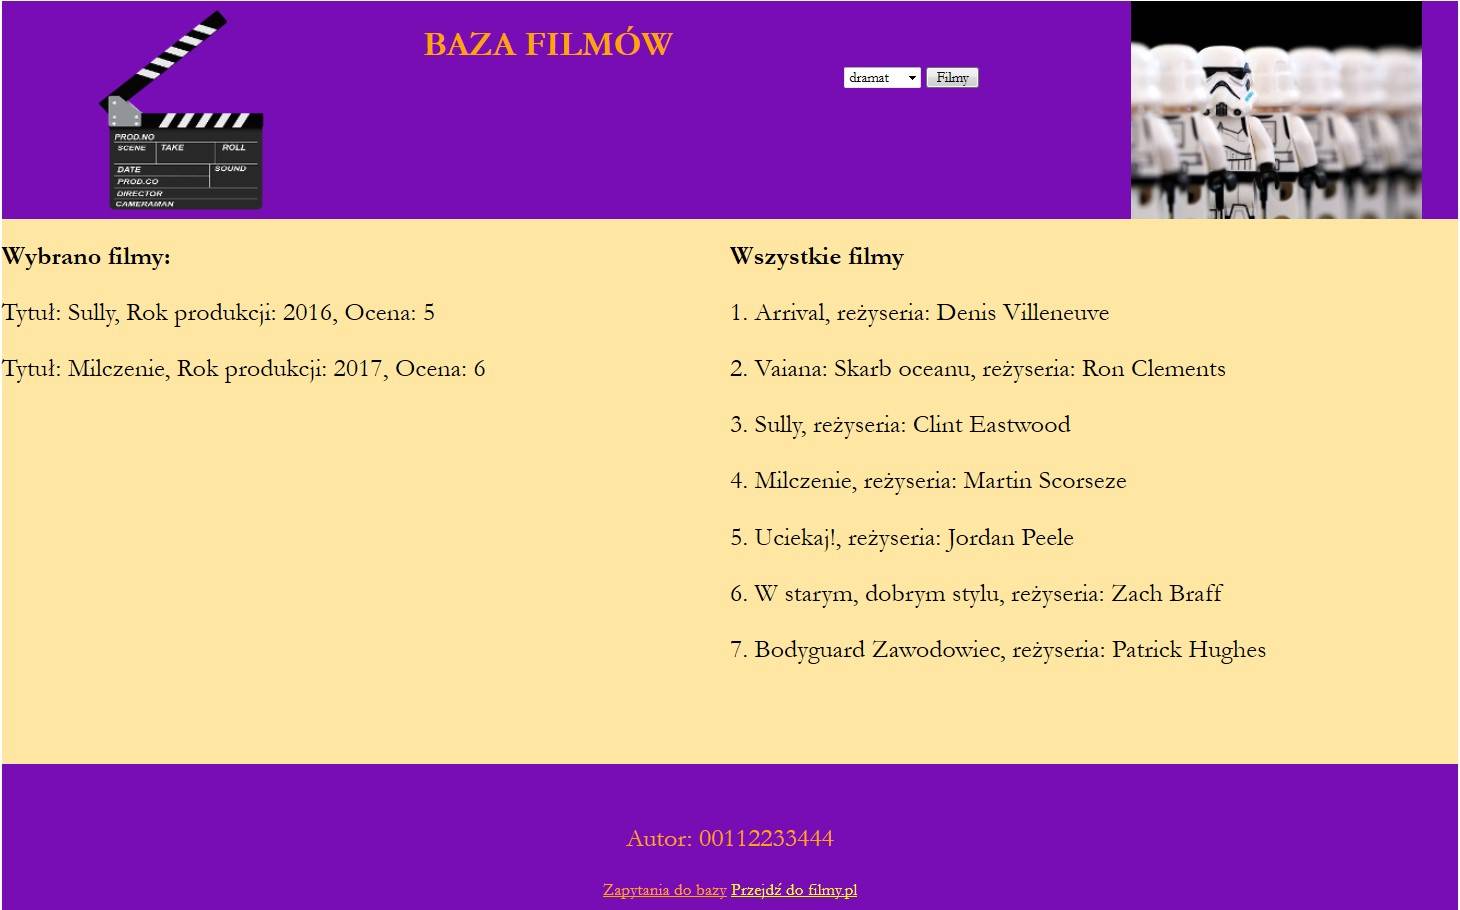 BAZA FILMÓW
dramat Filmy
PROD.NO
SCENE TAKE ROLL
DATE SOUND
PROD.CO
DIRECTOR
CAMERAMAN
Wybrano filmy:
Tytuł: Sully, Rok produkcji: 2016, Ocena: 5
Tytuł: Milczenie, Rok produkcji: 2017, Ocena: 6
Wszystkie filmy
1. Arrival, reżyseria: Denis Villeneuve
2. Vaiana: Skarb oceanu, reżyseria: Ron Clements
3. Sully, reżyseria: Clint Eastwood
4. Milczenie, reżyseria: Martin Scorseze
5. Uciekaj!, reżyseria: Jordan Peele
6. W starym, dobrym stylu, reżyseria: Zach Braff
7. Bodyguard Zawodowiec, reżyseria: Patrick Hughes
Autor: 00112233444
Zapytania do bazy Przejdź do filmy.pl